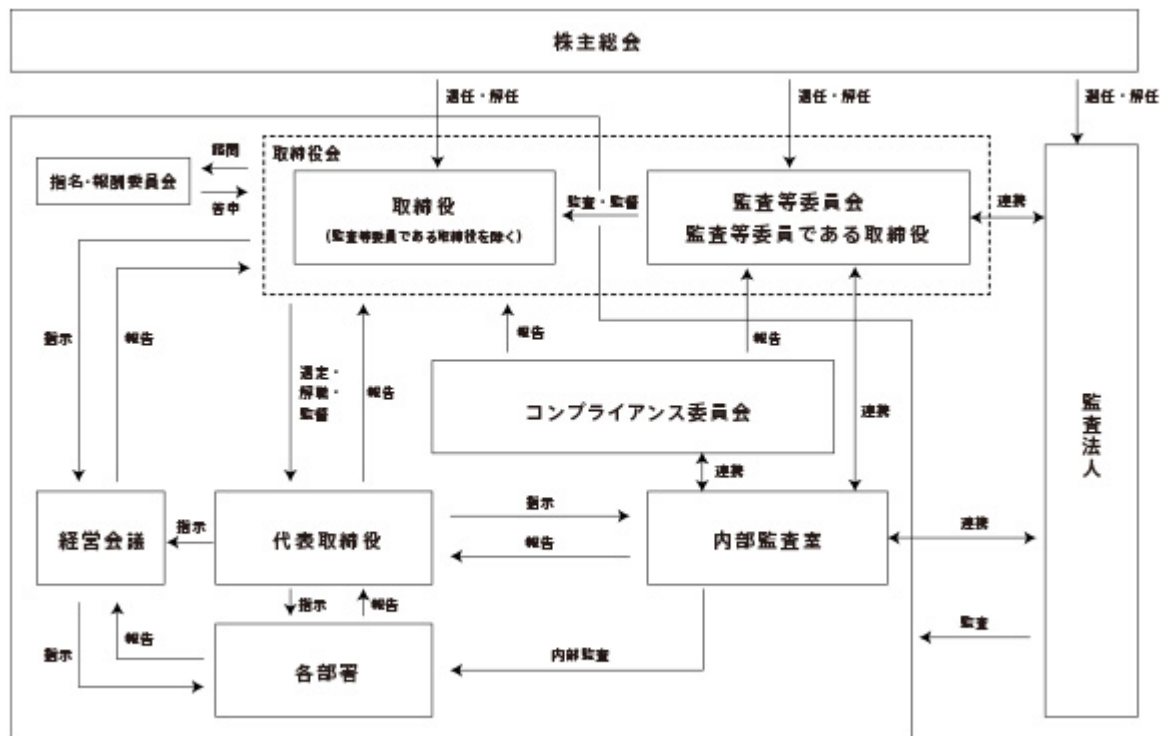 株主総会
選任・解任
選任・解任
選任・解任
諮問
取締役会
指名・報酬委員会
答申
取締役
(監査等委員である取締役を除く)
監査・監督
監査等委員会
監査等委員である取締役
連携
指示
報告
選定・
解職・
監督
報告
報告
報告
コンプライアンス委員会
連携
連携
監査法人
経営会議
指示
代表取締役
指示
報告
内部監査室
連携
指示
報告
監査
指示
報告
各部署
内部監査